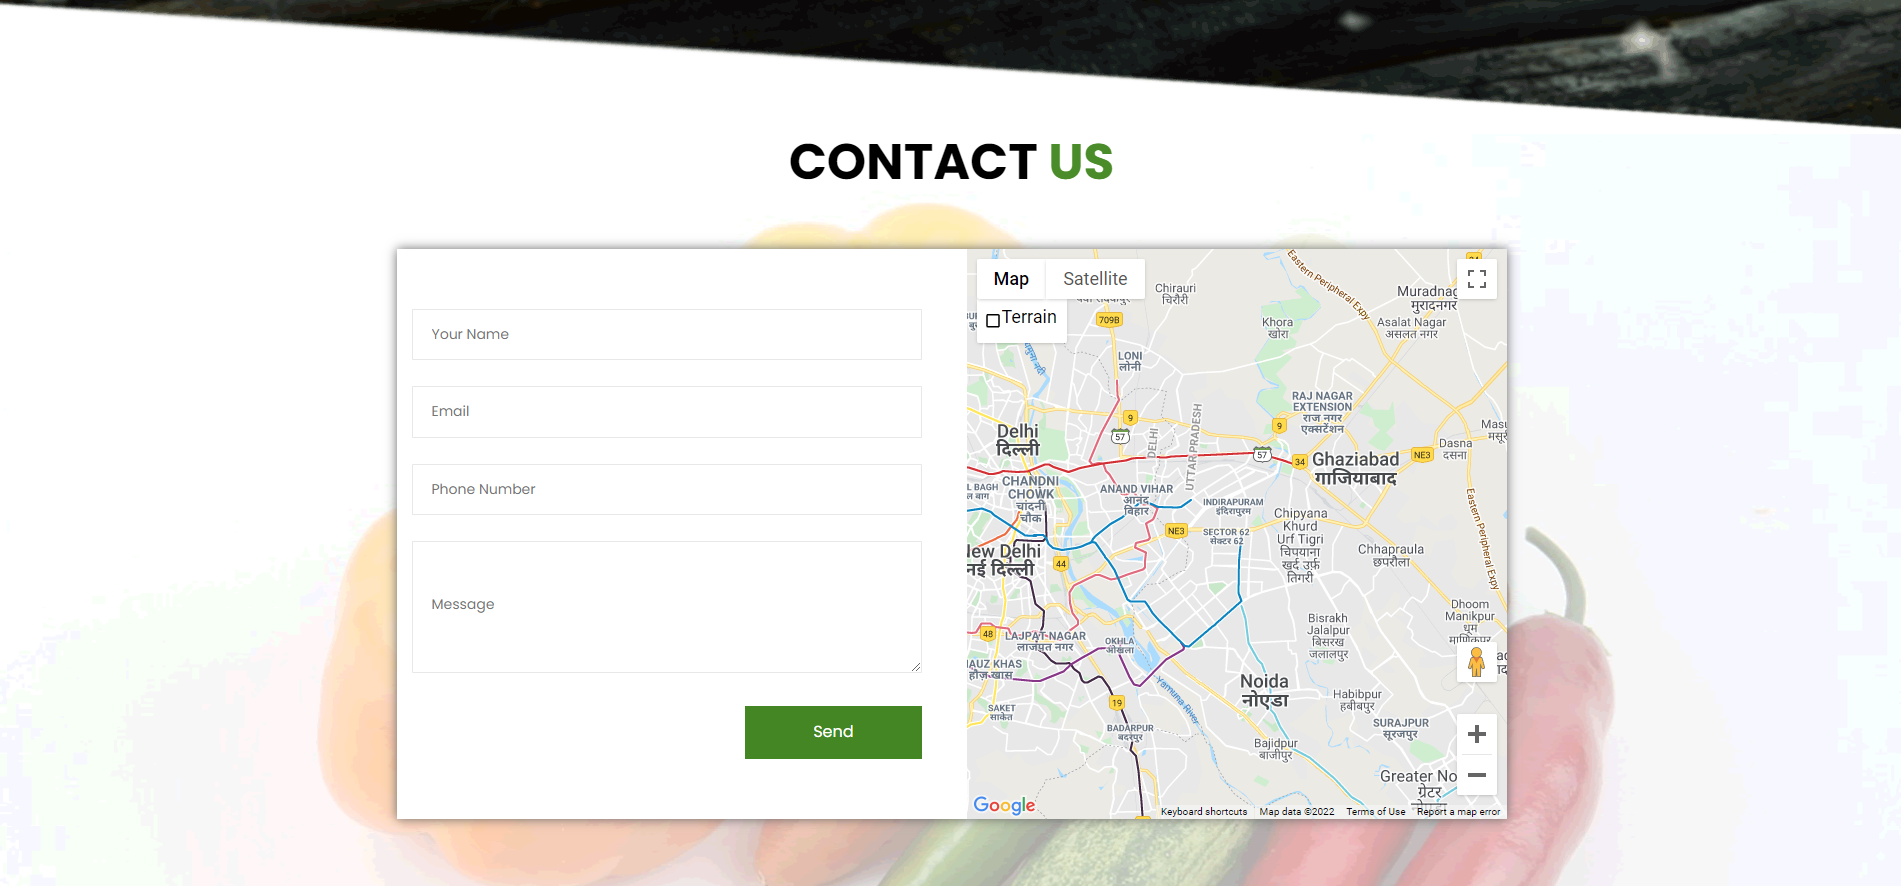 CONTACT US
Your Name
Email
Phone Number
Message
Send
Map
Satellite
Terrain
Chirauri
चिरौरी
Eastern Peripheral Expy
709B
Khora
खोरा
Asalat Nagar
असलत नगर
मुरादनगर
LONI
लोनी
RAJ NAGAR
EXTENSION
राज नगर
एक्सटेंशन
9
9
57
DELHI
UTTAR PRADESH
Delhi
दिल्ली
57
34
Ghaziabad
गाज़ियाबाद
NE3
Dasna
दसना
CHANDNI
CHOWK
चांदनी
चौक
ANAND VIHAR
आनंद
विहार
INDIRAPURAM
इंदिरापुरम
Chipyana
Khurd
Urf Tigri
चिपयाना
खुर्द उर्फ़
तिगरी
NE3
SECTOR 62
सेक्टर 62
Eastern Peripheral Expy
New Delhi
नई दिल्ली
44
Chhapraula
छपरौला
Dhoom
Manikpur
धूम
Bisrakh
Jalalpur
बिसरख
जलालपुर
48
LAJPAT NAGAR
लाजपत नगर
OKHLA
ओखला
HAUZ KHAS
हौज़ ख़ास
Yamuna River
Noida
नोएडा
Habibpur
हबीबपुर
SAKET
साकेत
19
SURAJPUR
सूरजपुर
BADARPUR
बदरपुर
Bajidpur
बाजीपुर
Greater No
ग्रेटर
Google
Keyboard shortcuts
Map data ©2022
Terms of Use
Report a map error